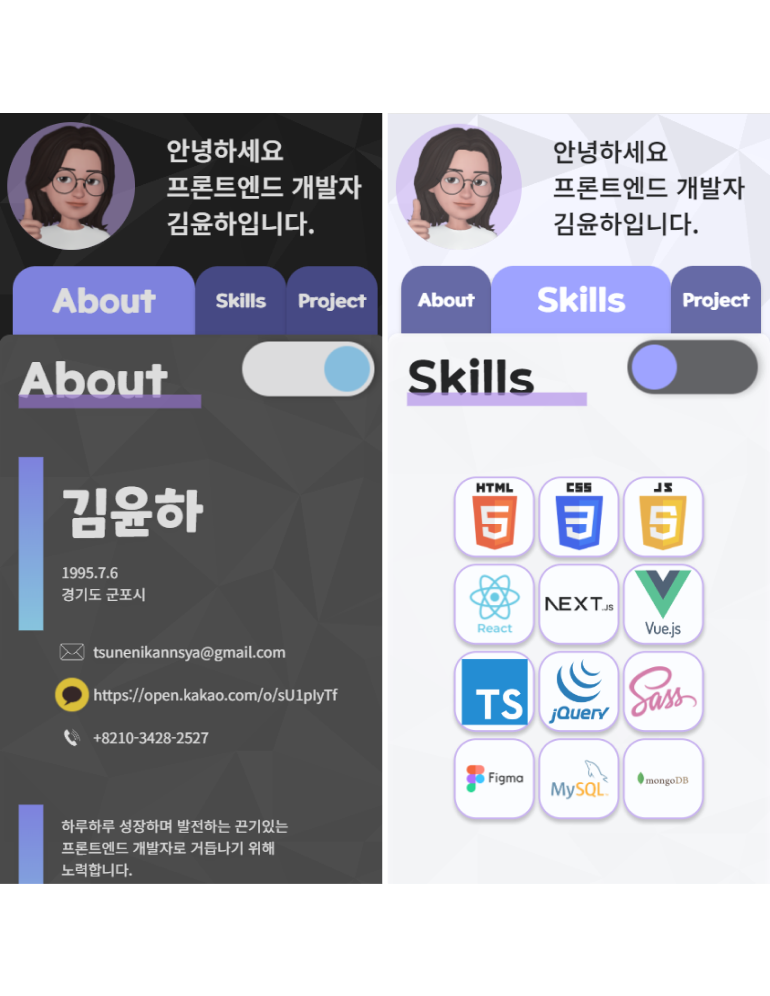 안녕하세요
프론트엔드 개발자
김윤하입니다.
About
Skills
Project
About
김윤하
1995.7.6
경기도 군포시
tsunenikannsya@gmail.com
https://open.kakao.com/o/sU1pIyTf
+8210-3428-2527
하루하루 성장하며 발전하는 끈기있는
프론트엔드 개발자로 거듭나기 위해
노력합니다.
안녕하세요
프론트엔드 개발자
김윤하입니다.
About
Skills
Project
Skills
HTML
5
CSS
3
JS
5
React
NEXT.JS
Vue.js
TS
jQuery
Sass
Figma
MySQL
mongoDB